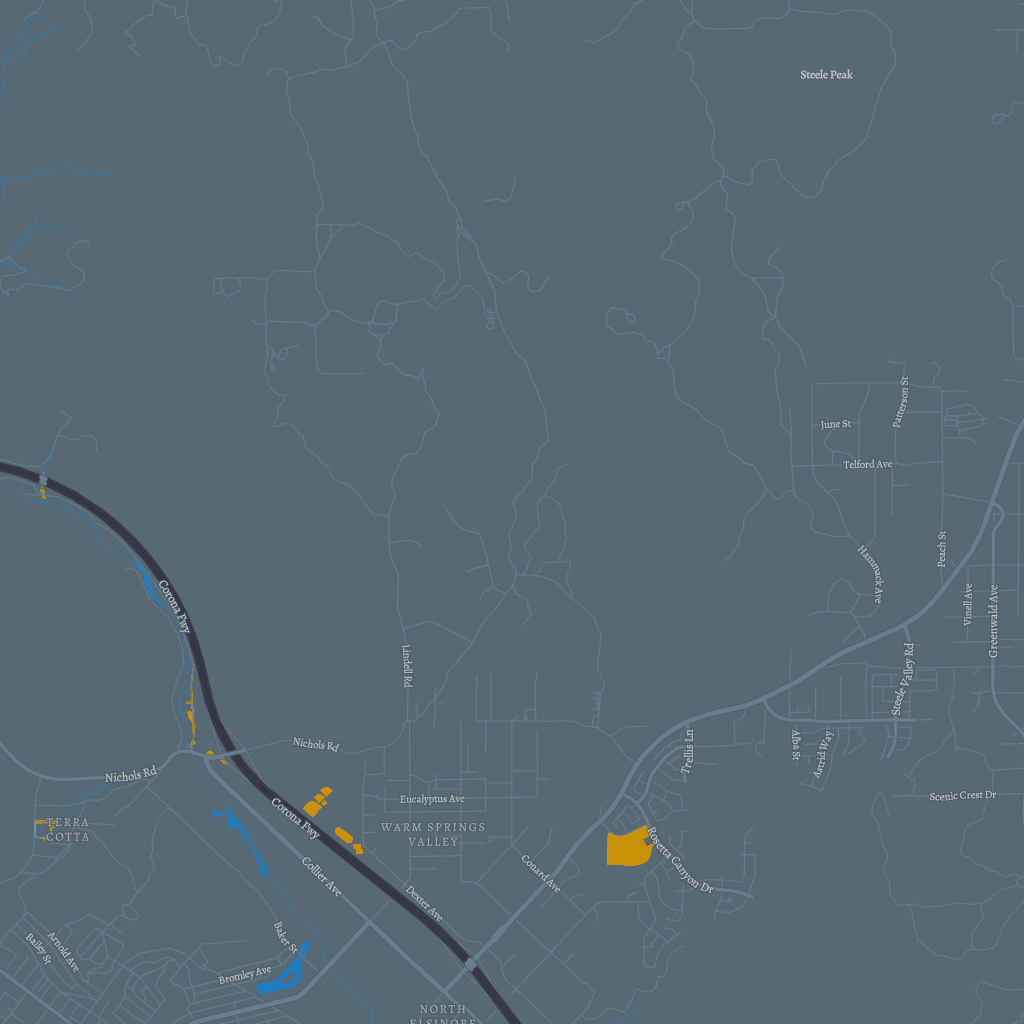 Steele Peak
Patterson St
June St
Telford Ave
Peach St
Hammack Ave
Vinell Ave
Greenwald Ave
Corona Fwy
Lindell Rd
Steele Valley Rd
Nichols Rd
Trellis Ln
Alba St
Astrid Way
Nichols Rd
Eucalyptus Ave
Scenic Crest Dr
Corona Fwy
TERRA
COTTA
WARM SPRINGS
VALLEY
Rosetta Canyon Dr
Conard Ave
Collier Ave
Dexter Ave
Baker St
Arnold Ave
Bailey St
Bromley Ave
NORTH
ELSINORE